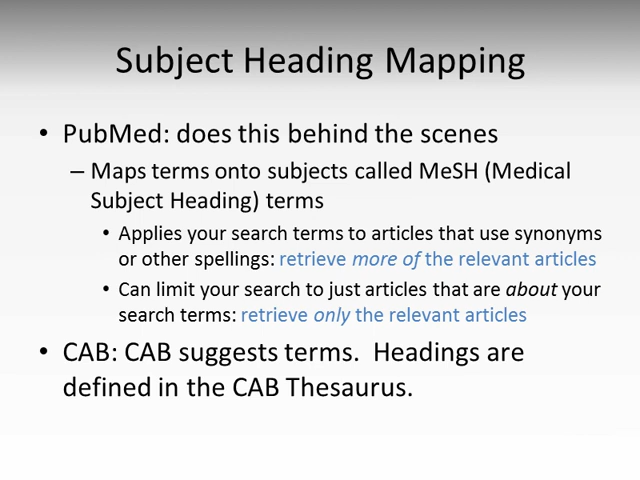 Subject Heading Mapping
• PubMed: does this behind the scenes
– Maps terms onto subjects called MeSH (Medical
Subject Heading) terms
• Applies your search terms to articles that use synonyms
or other spellings: retrieve more of the relevant articles
• Can limit your search to just articles that are about your
search terms: retrieve only the relevant articles
• CAB: CAB suggests terms.  Headings are
defined in the CAB Thesaurus.